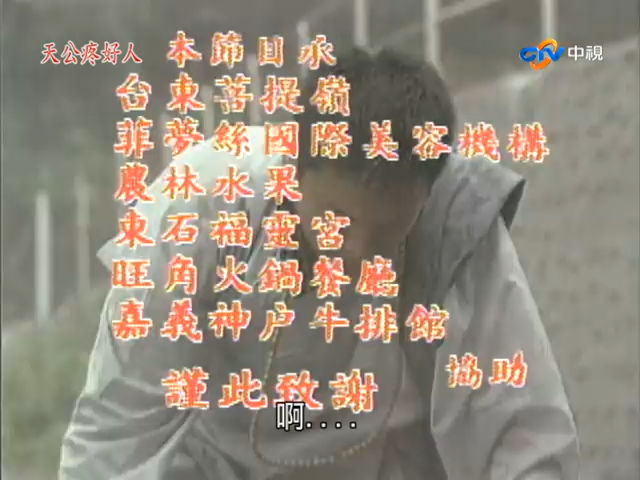 天公疼好人
CTV 中視
本節目承
台東菩提嶺
菲夢絲國際美容機構
農林水果
東石福靈宮
旺角火鍋餐廳
嘉義神戶牛排館
協助
謹此致謝
啊....